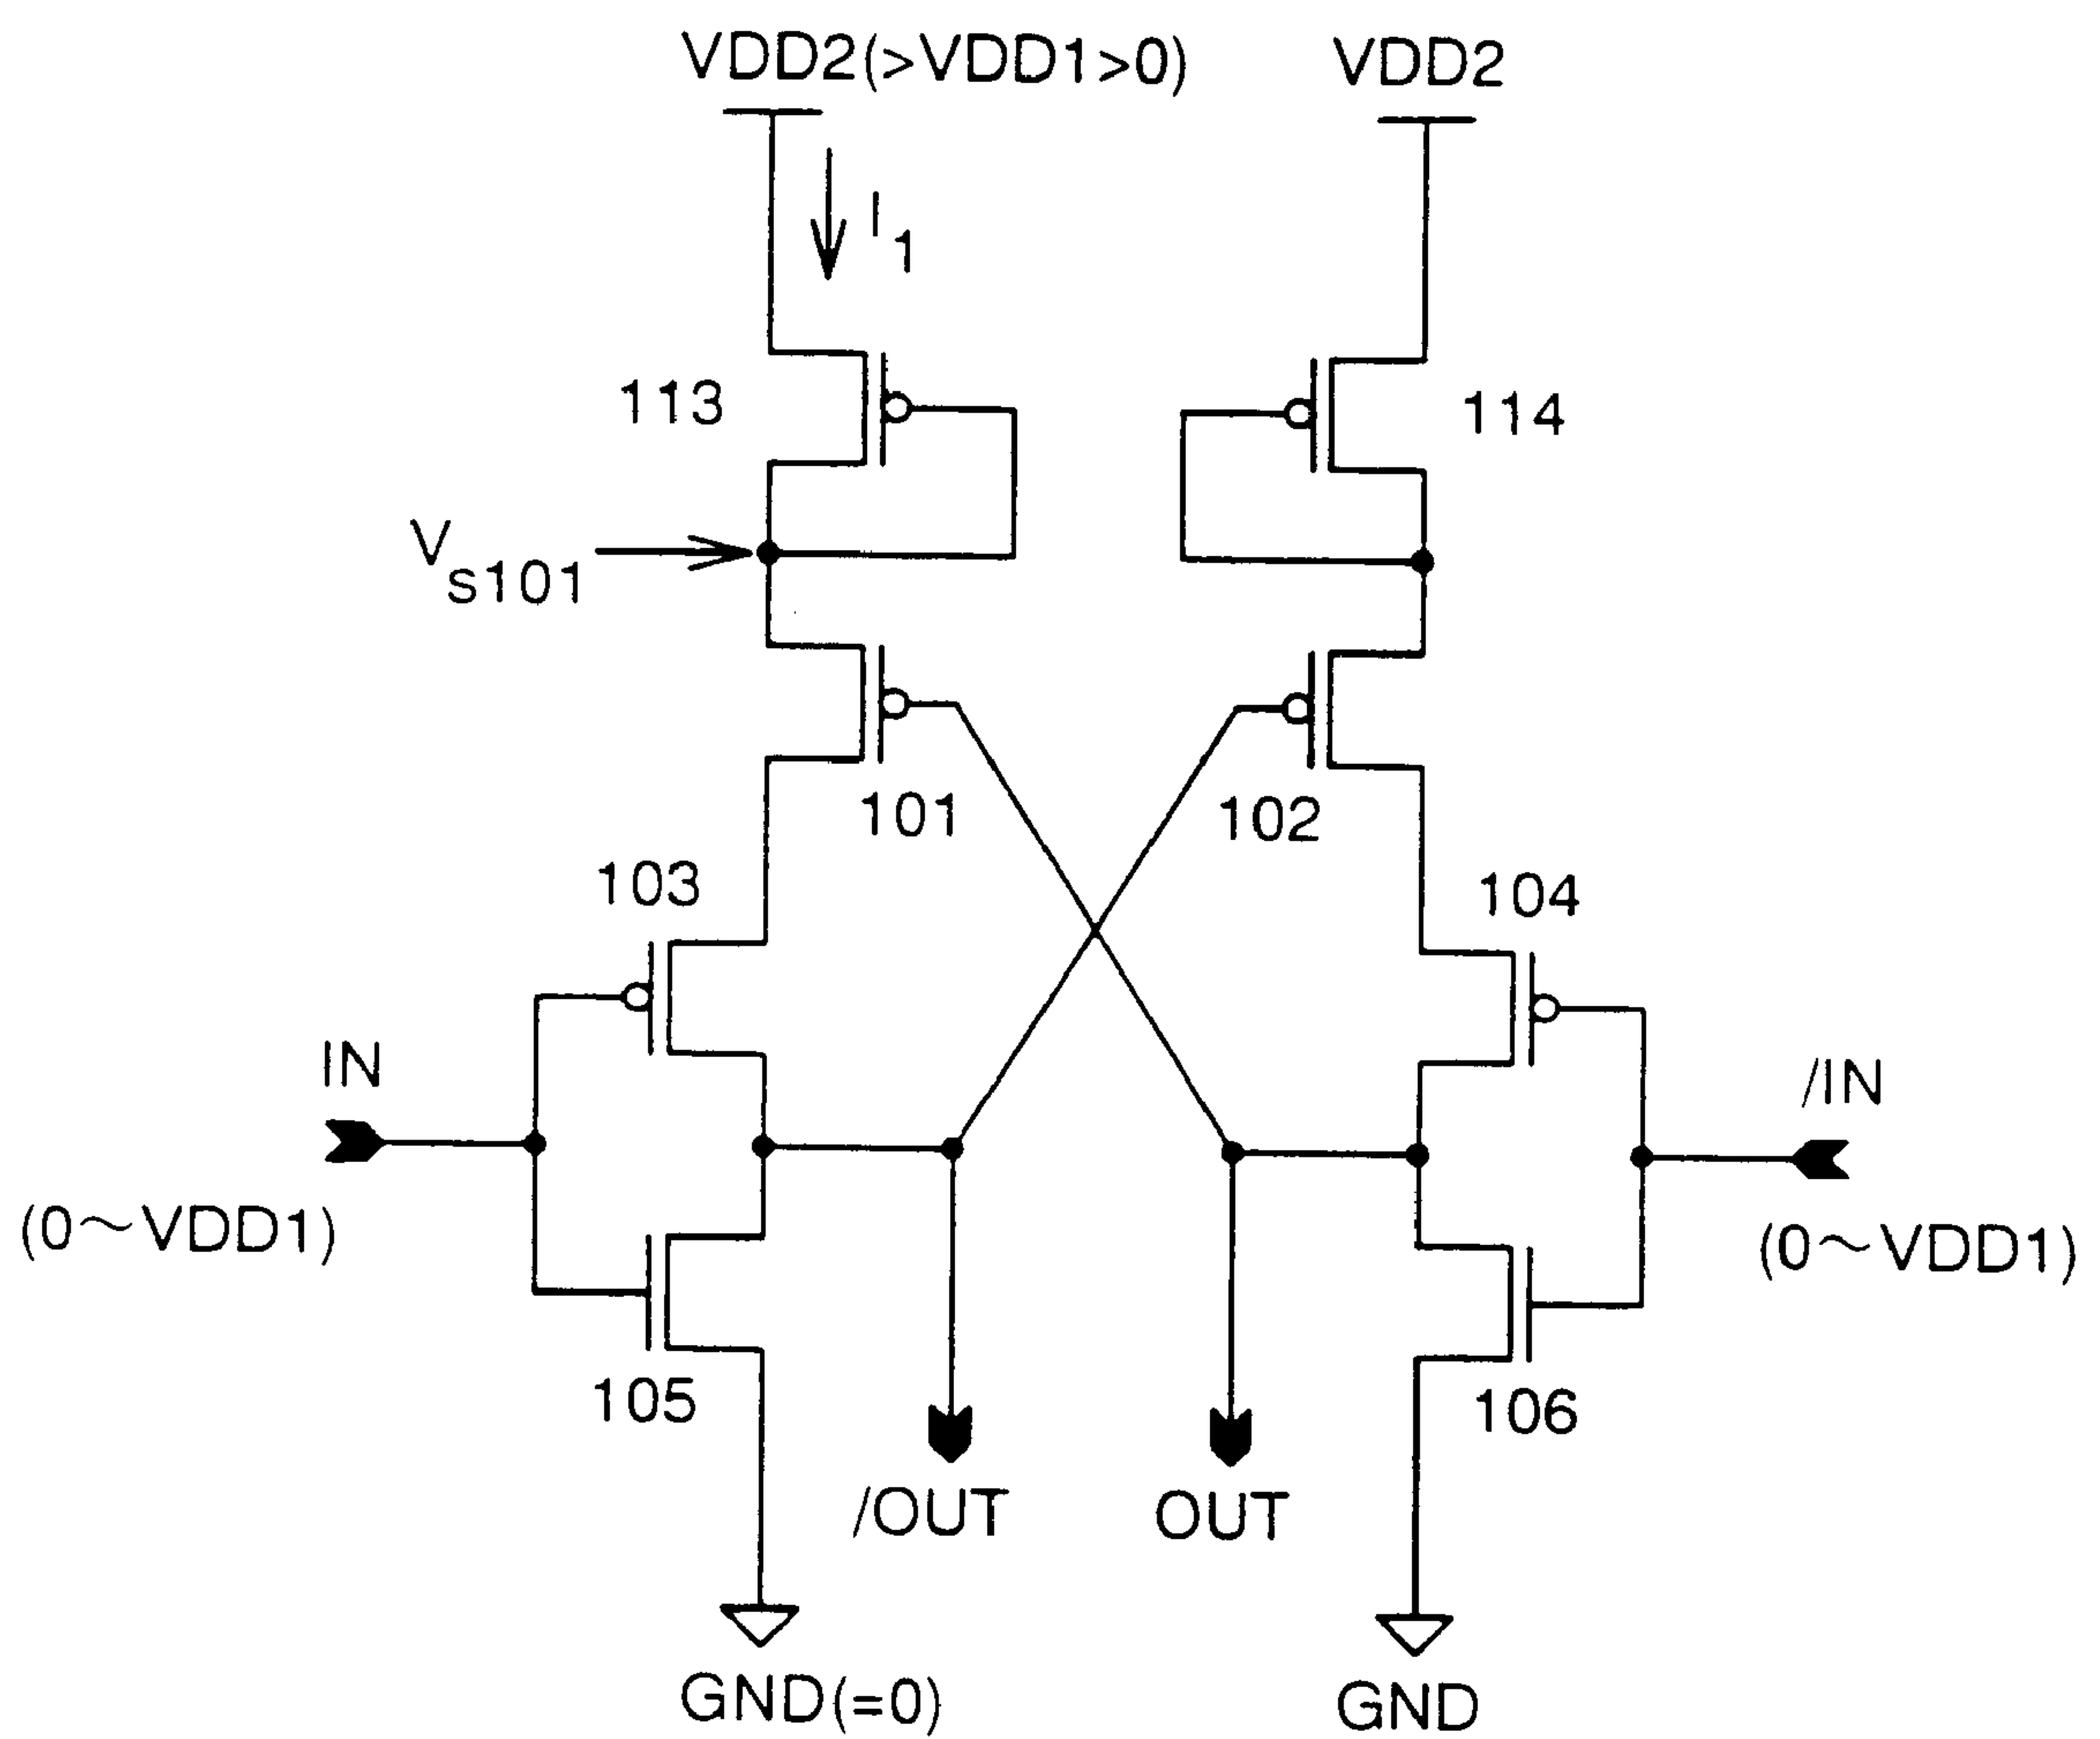 VDD2(>VDD1>0)
VDD2
I1
113
114
VS101
101
102
103
104
IN
/IN
(0～VDD1)
(0～VDD1)
105
106
/OUT
OUT
GND(=0)
GND